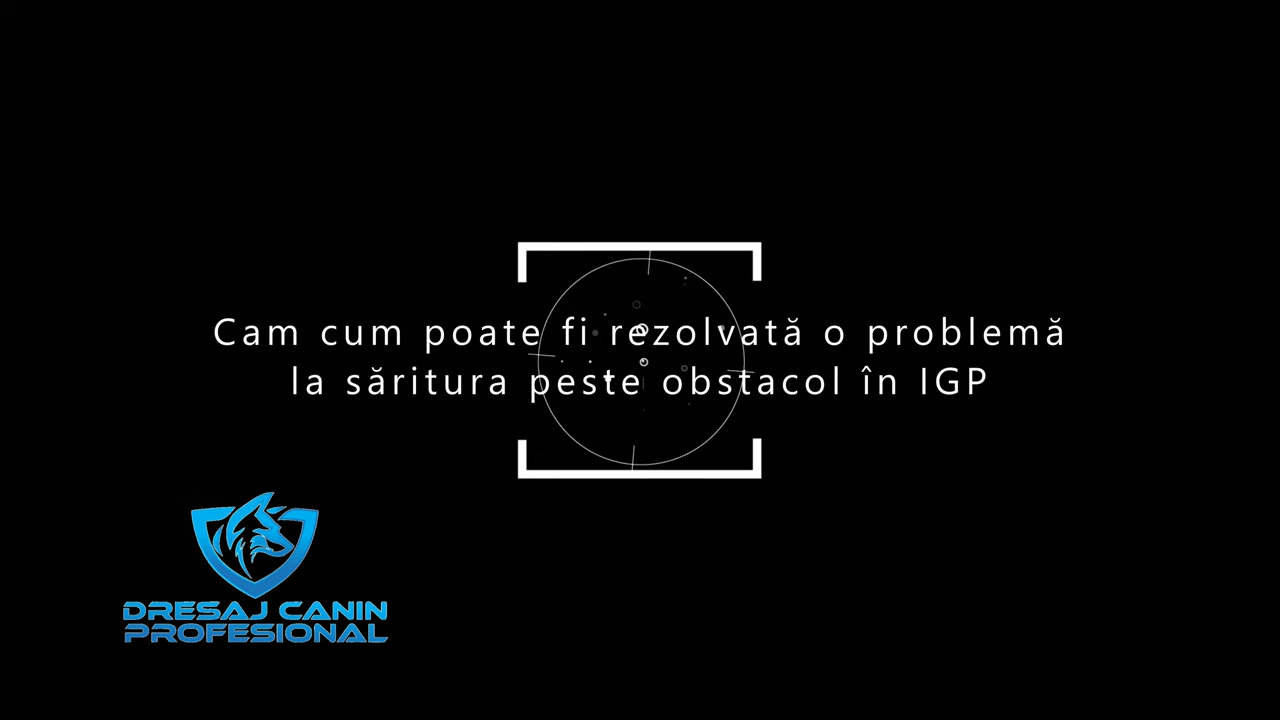 Cam cum poate fi rezolvată o problemă
la săritura peste obstacol în IGP
DRESAJ CANIN
PROFESIONAL